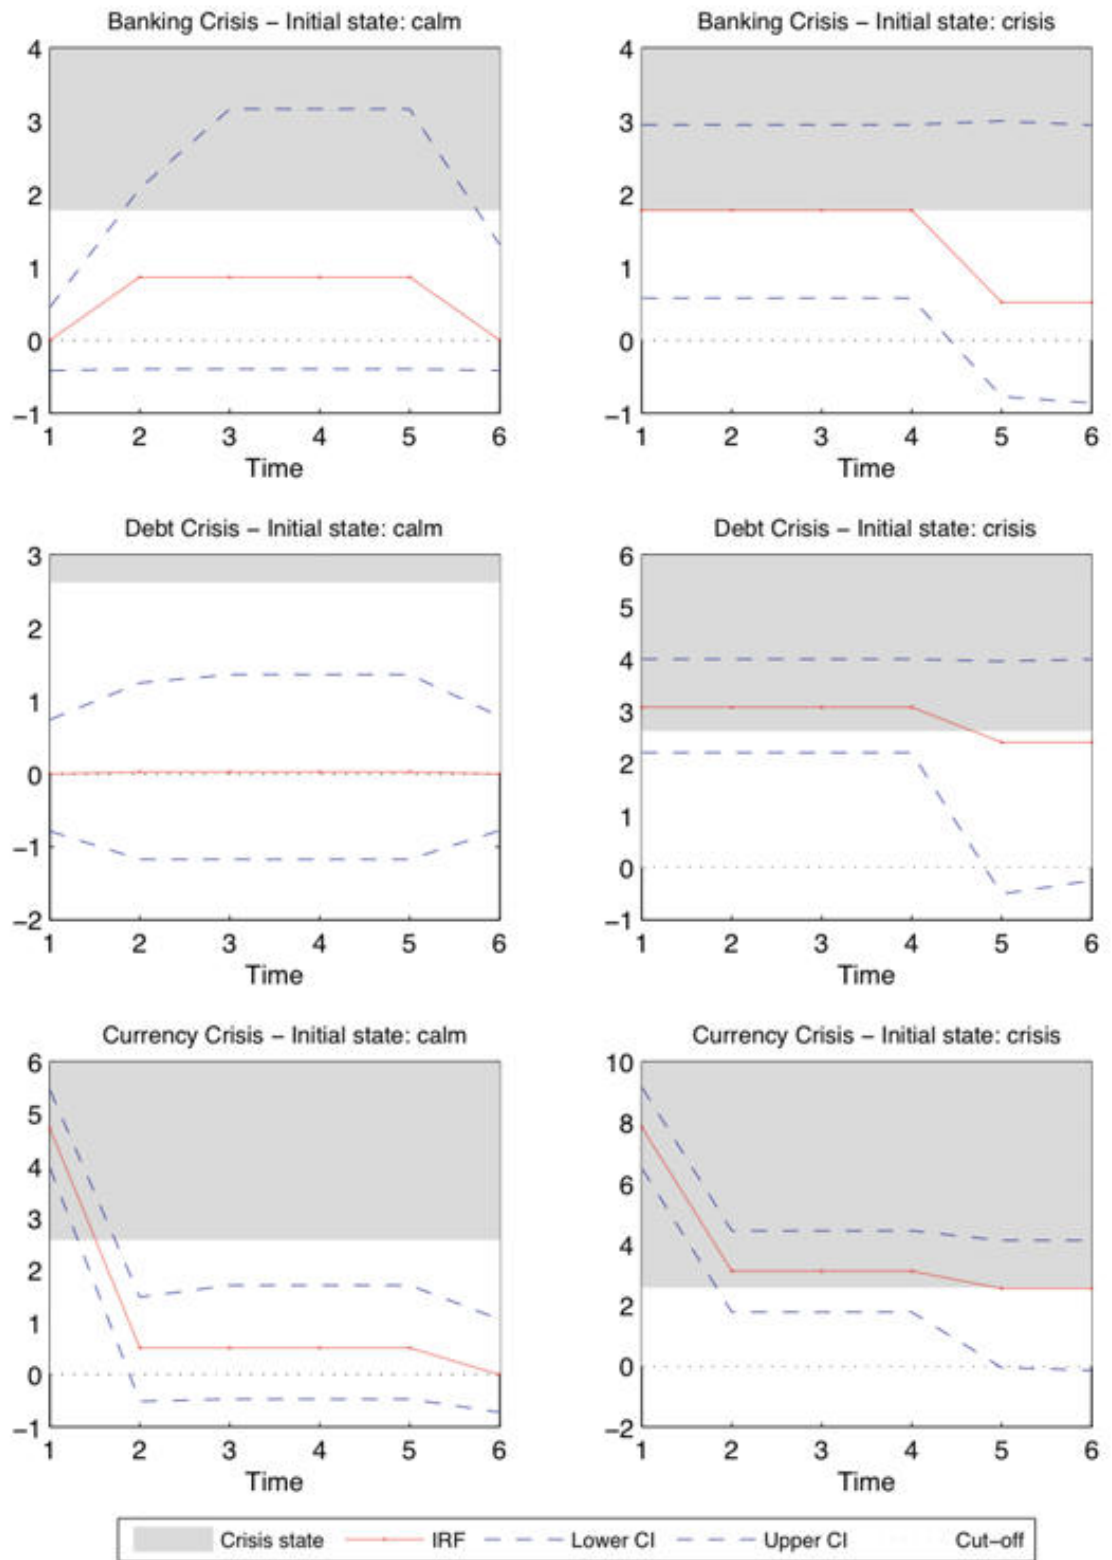 Banking Crisis – Initial state: calm
4
3
2
1
0
–1
1 2 3 4 5 6
Time
Banking Crisis – Initial state: crisis
4
3
2
1
0
–1
1 2 3 4 5 6
Time
Debt Crisis – Initial state: calm
3
2
1
0
–1
–2
1 2 3 4 5 6
Time
Debt Crisis – Initial state: crisis
6
5
4
3
2
1
0
–1
1 2 3 4 5 6
Time
Currency Crisis – Initial state: calm
6
5
4
3
2
1
0
–1
1 2 3 4 5 6
Time
Currency Crisis – Initial state: crisis
10
8
6
4
2
0
–2
1 2 3 4 5 6
Time
Crisis state IRF Lower CI Upper CI Cut–off